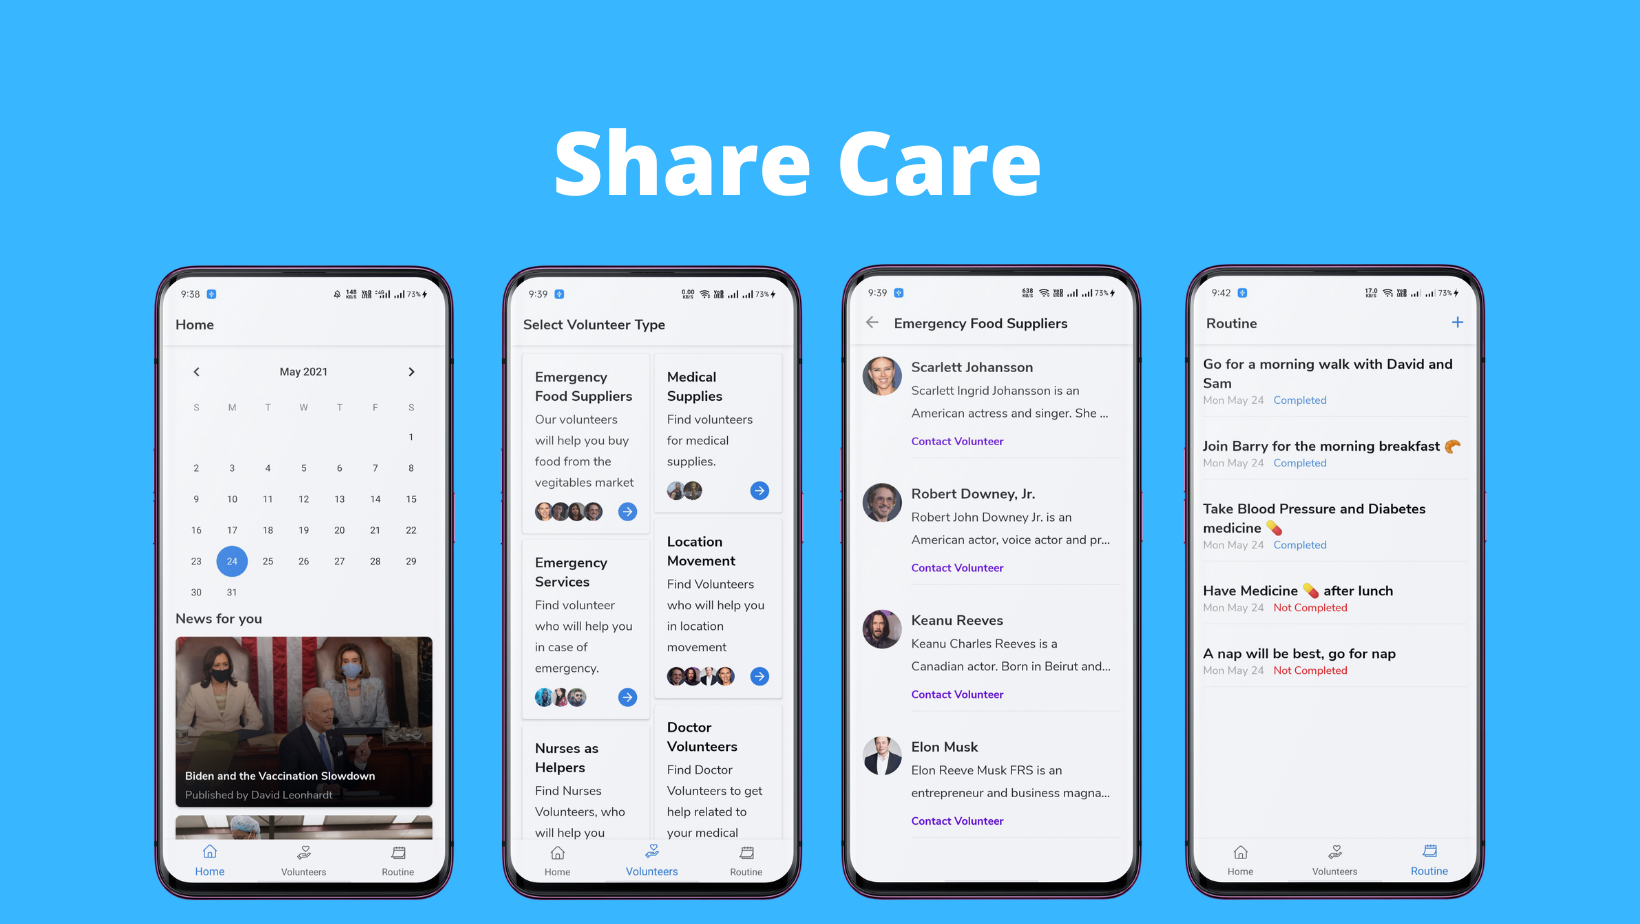 Share Care
9:38
73%
Home
May 2021
S M T W T F S
1
2 3 4 5 6 7 8
9 10 11 12 13 14 15
16 17 18 19 20 21 22
23 24 25 26 27 28 29
30 31
News for you
Biden and the Vaccination Slowdown
Published by David Leonhardt
Home Volunteers Routine
9:39
73%
Select Volunteer Type
Emergency
Food Suppliers
Our volunteers
will help you buy
food from the
vegitables market
Medical
Supplies
Find volunteers
for medical
supplies.
Emergency
Services
Find volunteer
who will help you
in case of
emergency.
Location
Movement
Find Volunteers
who will help you
in location
movement
Nurses as
Helpers
Find Nurses
Volunteers, who
will help you
Doctor
Volunteers
Find Doctor
Volunteers to get
help related to
your medical
Home Volunteers Routine
9:39
73%
Emergency Food Suppliers
Scarlett Johansson
Scarlett Ingrid Johansson is an
American actress and singer. She ...
Contact Volunteer
Robert Downey, Jr.
Robert John Downey Jr. is an
American actor, voice actor and pr...
Contact Volunteer
Keanu Reeves
Keanu Charles Reeves is a
Canadian actor. Born in Beirut and...
Contact Volunteer
Elon Musk
Elon Reeve Musk FRS is an
entrepreneur and business magna...
Contact Volunteer
9:42
73%
Routine
Go for a morning walk with David and
Sam
Mon May 24 Completed
Join Barry for the morning breakfast 🥐
Mon May 24 Completed
Take Blood Pressure and Diabetes
medicine 💊
Mon May 24 Completed
Have Medicine 💊 after lunch
Mon May 24 Not Completed
A nap will be best, go for nap
Mon May 24 Not Completed
Home Volunteers Routine